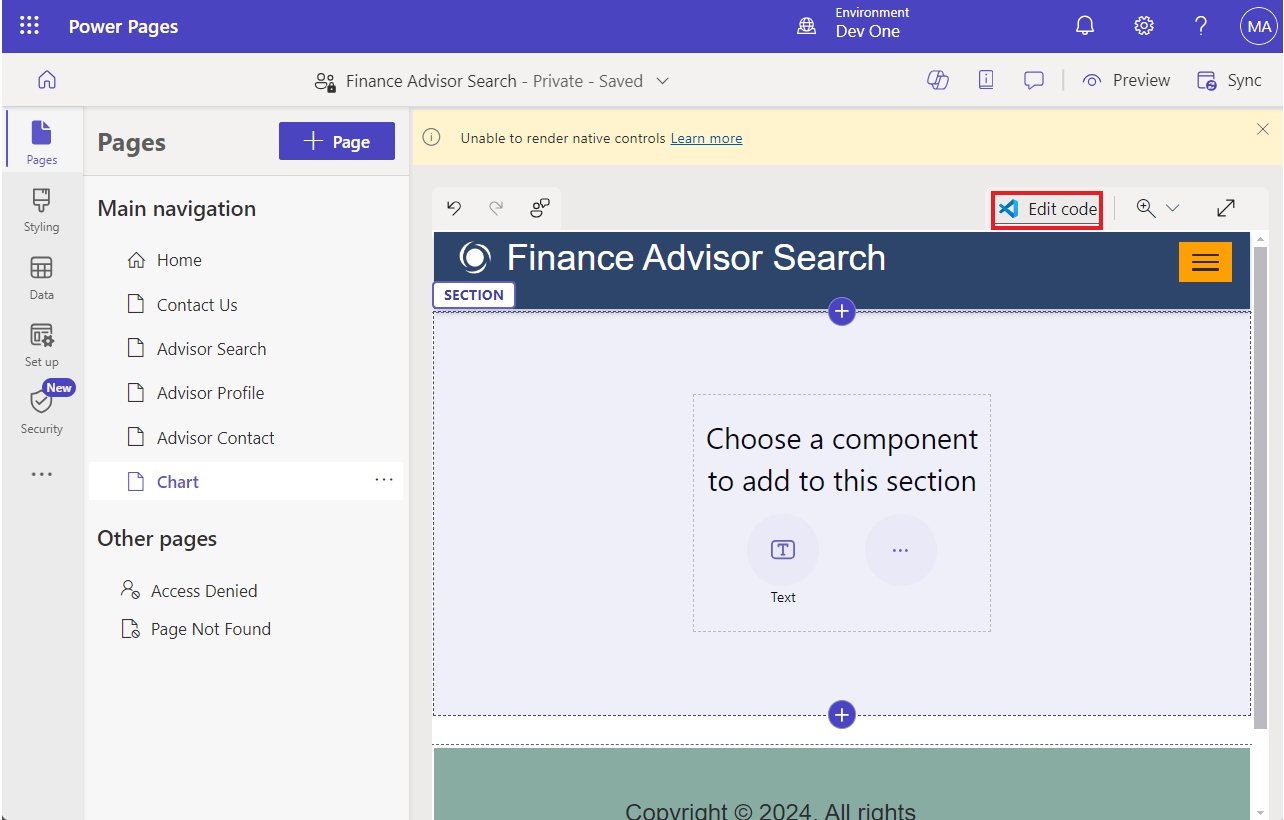 Power Pages
Environment
Dev One
MA
Finance Advisor Search - Private - Saved
Preview
Sync
Pages
Styling
Data
Set up
New
Security
Pages
Page
Main navigation
Home
Contact Us
Advisor Search
Advisor Profile
Advisor Contact
Chart
Other pages
Access Denied
Page Not Found
Unable to render native controls Learn more
Edit code
Finance Advisor Search
SECTION
Choose a component
to add to this section
Text
Copyright © 2024. All rights